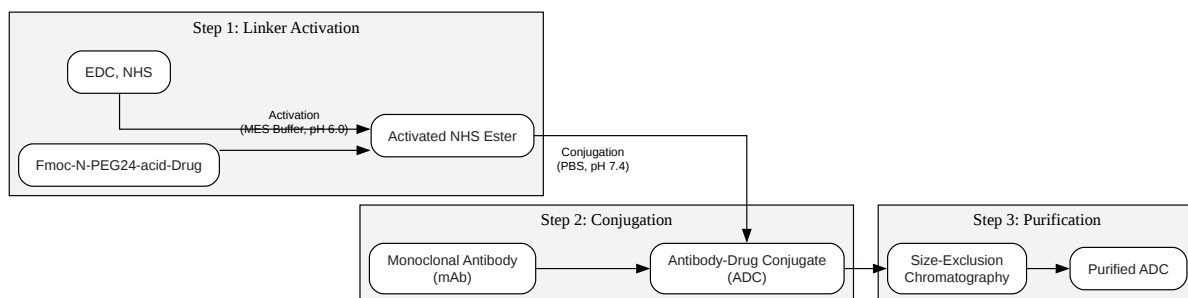 Step 1: Linker Activation
EDC, NHS
Activation
(MES Buffer, pH 6.0)
Activated NHS Ester
Fmoc-N-PEG24-acid-Drug
Conjugation
(PBS, pH 7.4)
Step 2: Conjugation
Monoclonal Antibody
(mAb)
Antibody-Drug Conjugate
(ADC)
Step 3: Purification
Size-Exclusion
Chromatography
Purified ADC